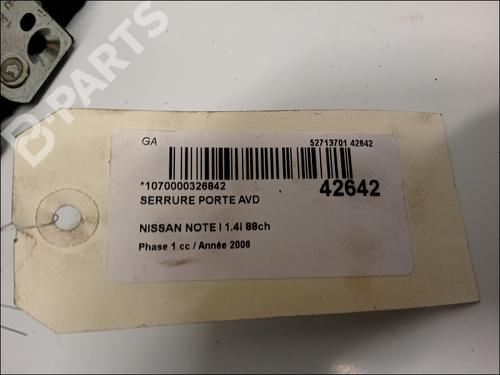 B-PARTS
GA
52713701 42642
*1070000326842
42642
SERRURE PORTE AVD
NISSAN NOTE I 1.4i 88ch
Phase 1 cc / Année 2006